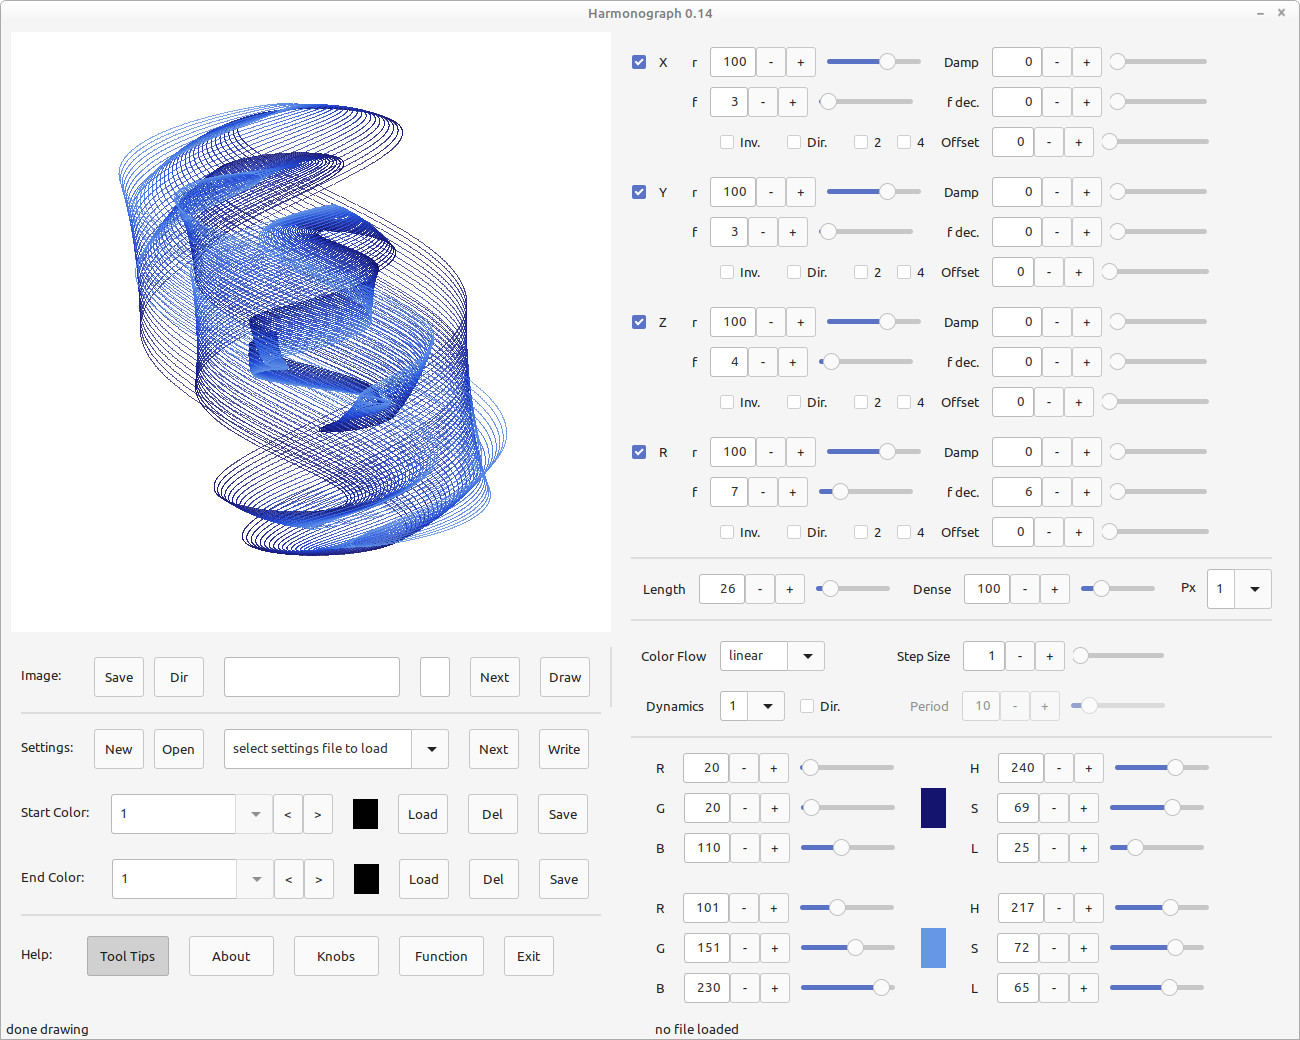 Harmonograph 0.14
X r 100 - + Damp 0 - +
f 3 - + f dec. 0 - +
Inv. Dir. 2 4 Offset 0 - +
Y r 100 - + Damp 0 - +
f 3 - + f dec. 0 - +
Inv. Dir. 2 4 Offset 0 - +
Z r 100 - + Damp 0 - +
f 4 - + f dec. 0 - +
Inv. Dir. 2 4 Offset 0 - +
R r 100 - + Damp 0 - +
f 7 - + f dec. 6 - +
Inv. Dir. 2 4 Offset 0 - +
Length 26 - + Dense 100 - + Px 1
Color Flow linear Step Size 1 - +
Dynamics 1 Dir. Period 10 - +
R 20 - + H 240 - +
G 20 - + S 69 - +
B 110 - + L 25 - +
R 101 - + H 217 - +
G 151 - + S 72 - +
B 230 - + L 65 - +
Image: Save Dir Next Draw
Settings: New Open select settings file to load Next Write
Start Color: 1 < > Load Del Save
End Color: 1 < > Load Del Save
Help: Tool Tips About Knobs Function Exit
done drawing no file loaded